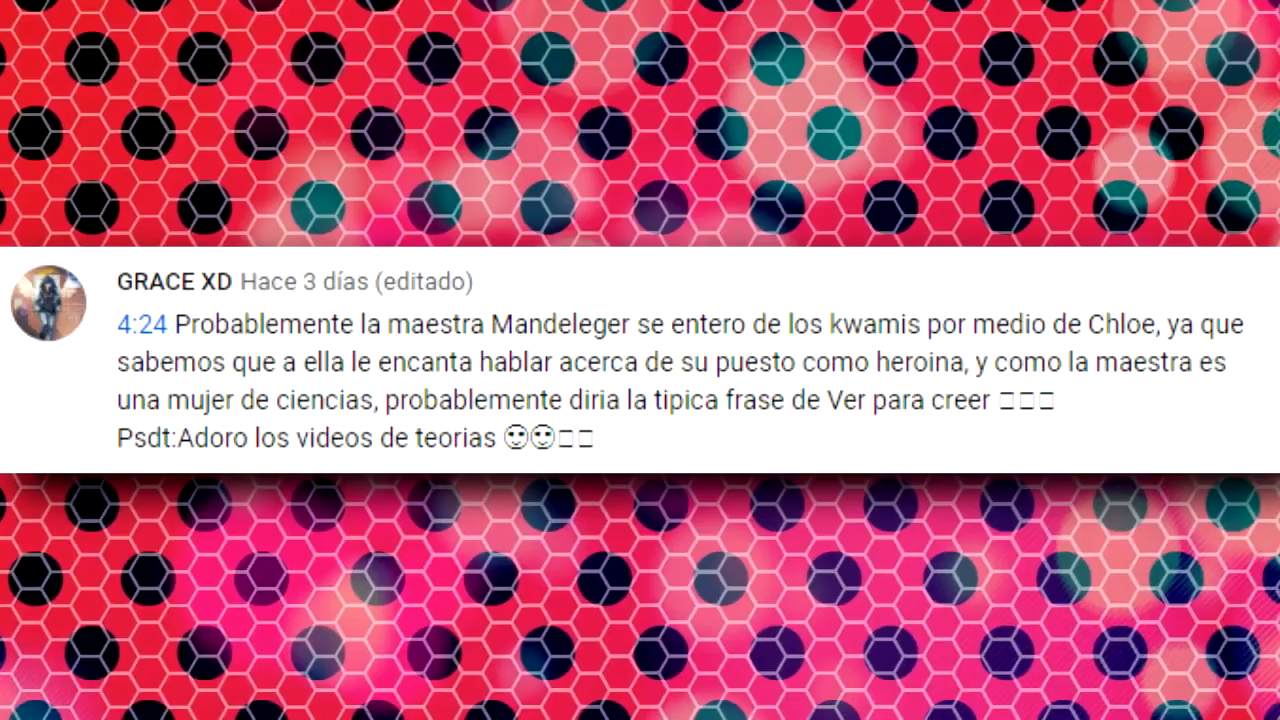 GRACE XD Hace 3 días (editado)
4:24 Probablemente la maestra Mandeleger se entero de los kwamis por medio de Chloe, ya que
sabemos que a ella le encanta hablar acerca de su puesto como heroina, y como la maestra es
una mujer de ciencias, probablemente diria la tipica frase de Ver para creer □□□
Psdt:Adoro los videos de teorias 🙂🙂□□